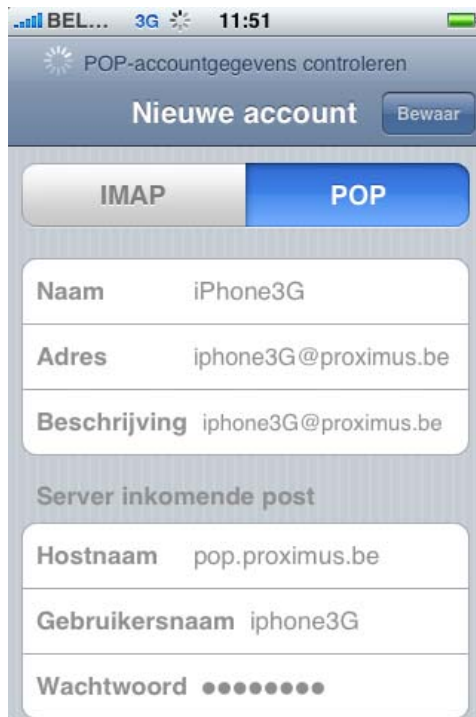 BEL... 3G 11:51
POP-accountgegevens controleren
Nieuwe account Bewaar
IMAP POP
Naam iPhone3G
Adres iphone3G@proximus.be
Beschrijving iphone3G@proximus.be
Server inkomende post
Hostnaam pop.proximus.be
Gebruikersnaam iphone3G
Wachtwoord ●●●●●●●●